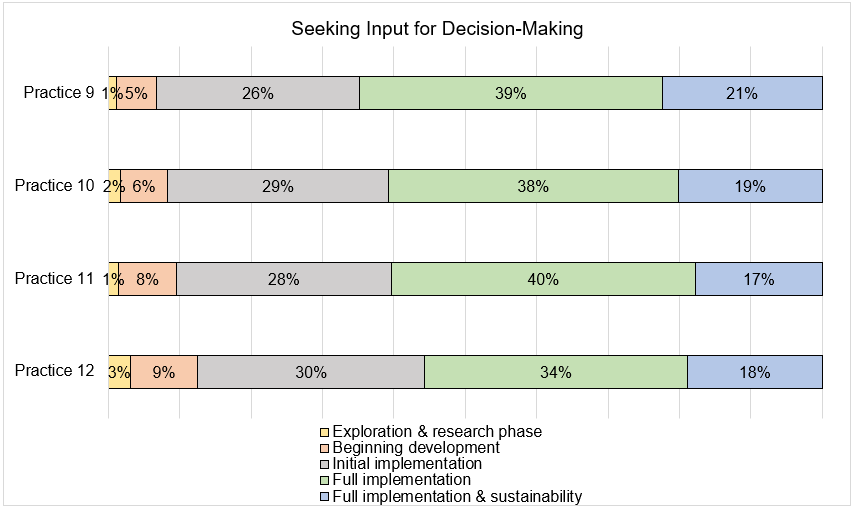 Seeking Input for Decision-Making
Practice 9 1% 5% 26% 39% 21%
Practice 10 2% 6% 29% 38% 19%
Practice 11 1% 8% 28% 40% 17%
Practice 12 3% 9% 30% 34% 18%
Exploration & research phase
Beginning development
Initial implementation
Full implementation
Full implementation & sustainability